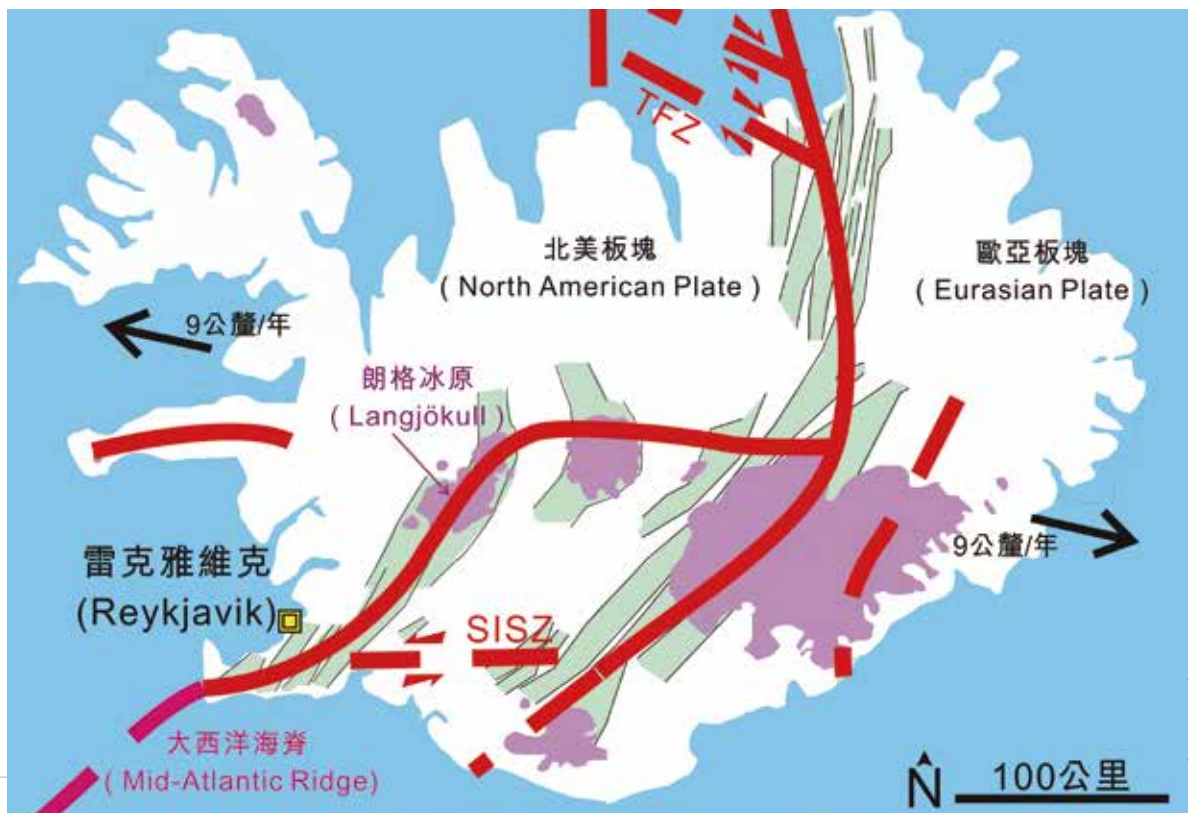 TFZ
北美板塊
( North American Plate )
歐亞板塊
( Eurasian Plate )
9公釐/年
朗格冰原
( Langjökull )
雷克雅維克
(Reykjavik)
9公釐/年
SISZ
大西洋海脊
( Mid-Atlantic Ridge)
N
100公里